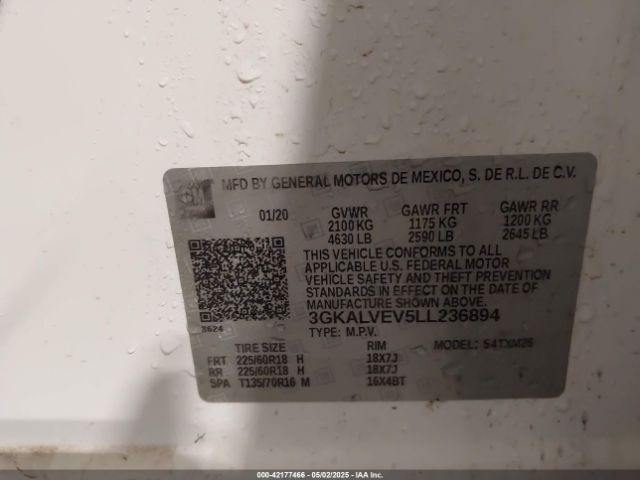 MFD BY GENERAL MOTORS DE MEXICO, S. DE R.L. DE C.V.
01/20 GVWR GAWR FRT GAWR RR
2100 KG 1175 KG 1200 KG
4630 LB 2590 LB 2645 LB
THIS VEHICLE CONFORMS TO ALL
APPLICABLE U.S. FEDERAL MOTOR
VEHICLE SAFETY AND THEFT PREVENTION
STANDARDS IN EFFECT ON THE DATE OF
MANUFACTURE SHOWN ABOVE.
3GKALVEV5LL236894
8624 TYPE: M.P.V. MODEL: S4TXM26
TIRE SIZE RIM
FRT 225/60R18 H 18X7J
RR 225/60R18 H 18X7J
SPA T135/70R16 M 16X4BT
000-42177466 - 05/02/2025 - IAA Inc.